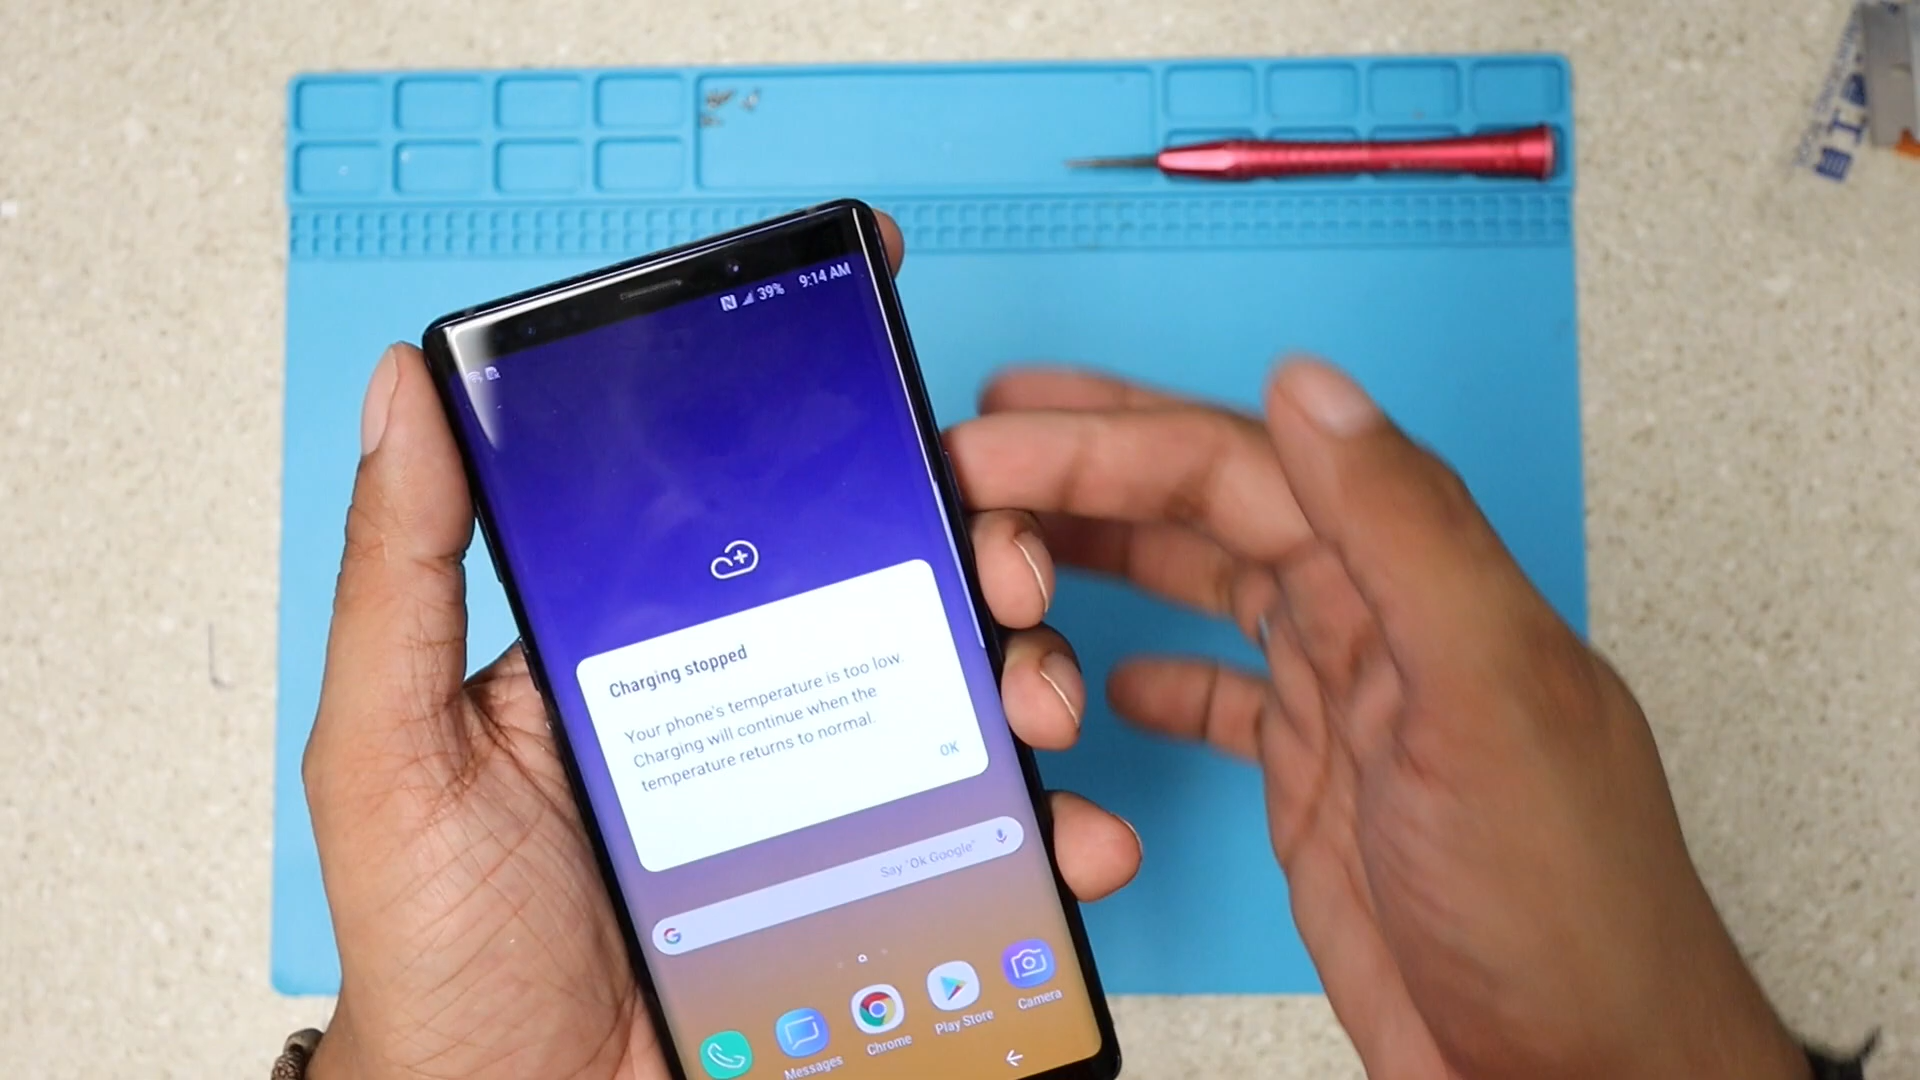 39% 9:14 AM
Charging stopped
Your phone's temperature is too low.
Charging will continue when the
temperature returns to normal.
OK
Say "Ok Google"
Messages
Chrome
Play Store
Camera